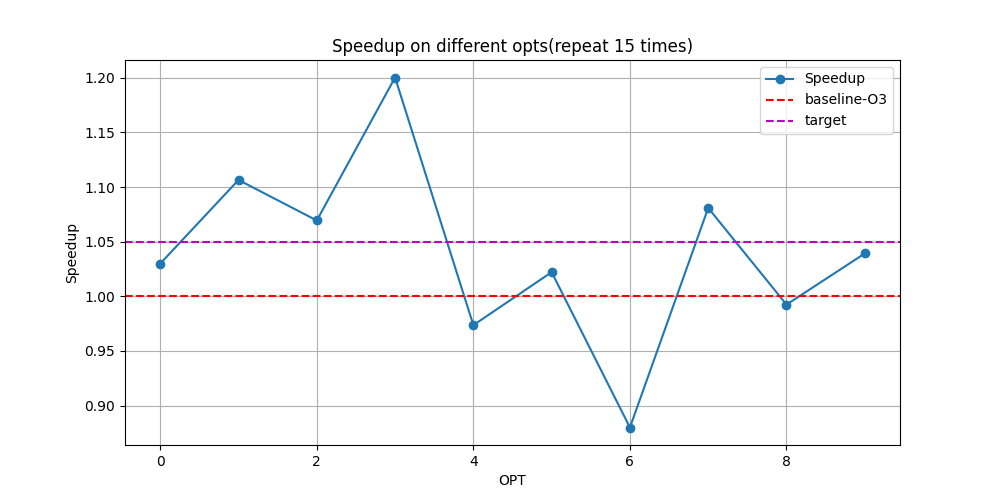 Speedup on different opts(repeat 15 times)
Speedup
baseline-O3
target
1.20
1.15
1.10
1.05
1.00
0.95
0.90
Speedup
0 2 4 6 8
OPT